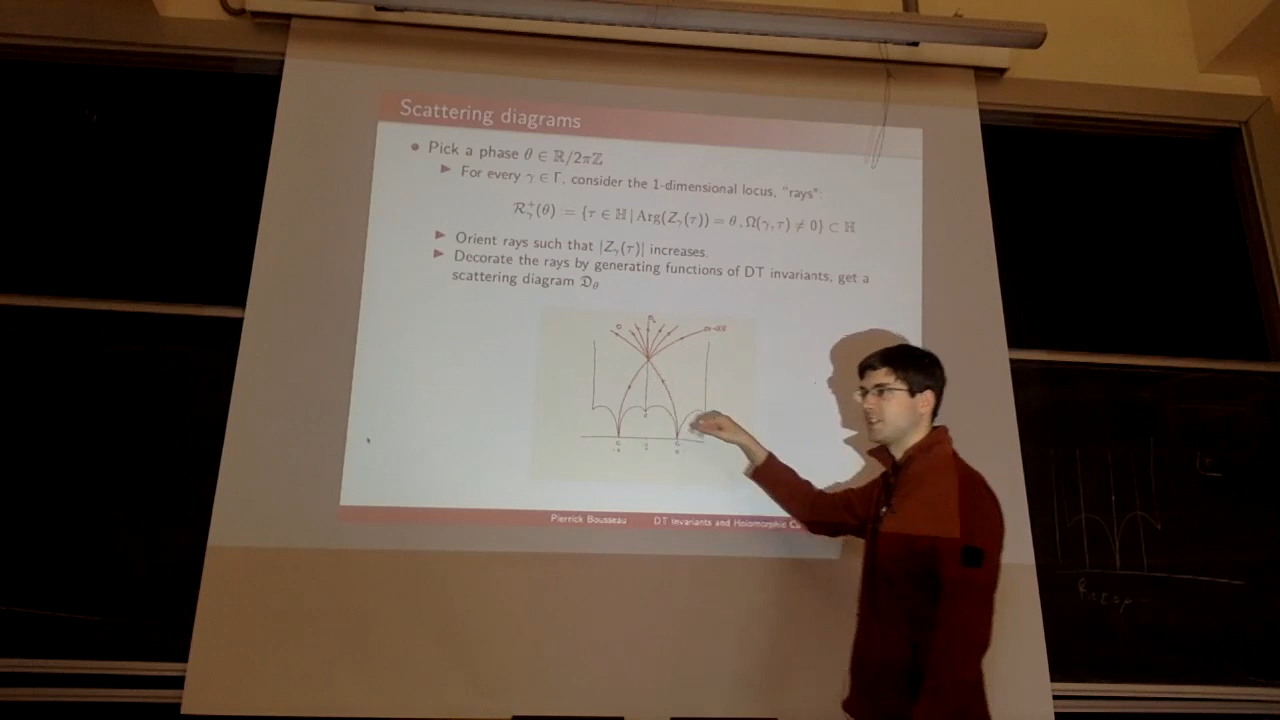 Scattering diagrams
• Pick a phase θ ∈ ℝ/2πℤ
▶ For every γ ∈ Γ, consider the 1-dimensional locus, "rays":
ℛ⁺_γ(θ) = {τ ∈ ℍ | Arg(Z_γ(τ)) = θ, Ω(γ, τ) ≠ 0} ⊂ ℍ
▶ Orient rays such that |Z_γ(τ)| increases.
▶ Decorate the rays by generating functions of DT invariants, get a
scattering diagram 𝔇_θ
Pierrick Bousseau DT Invariants and Holomorphic Cu